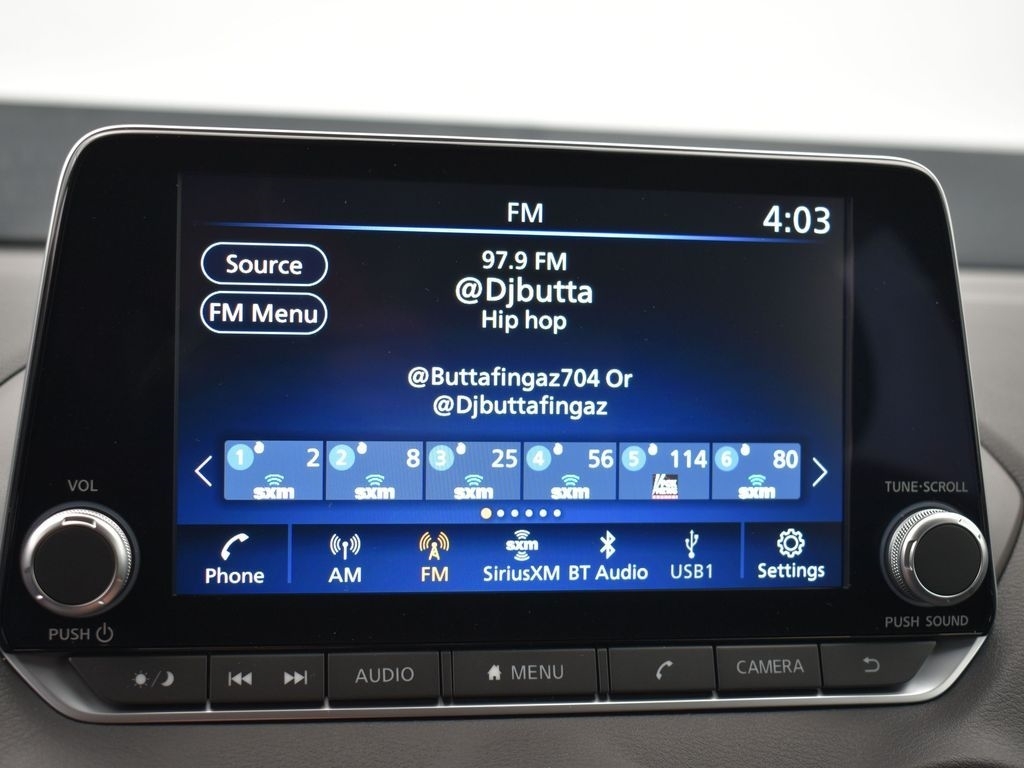 FM
4:03
Source
FM Menu
97.9 FM
@Djbutta
Hip hop
@Buttafingaz704 Or
@Djbuttafingaz
1 2
sxm
2 8
sxm
3 25
sxm
4 56
sxm
5 114
6 80
sxm
Phone
AM
FM
sxm
SiriusXM
BT Audio
USB1
Settings
VOL
PUSH
TUNE·SCROLL
PUSH SOUND
AUDIO
MENU
CAMERA